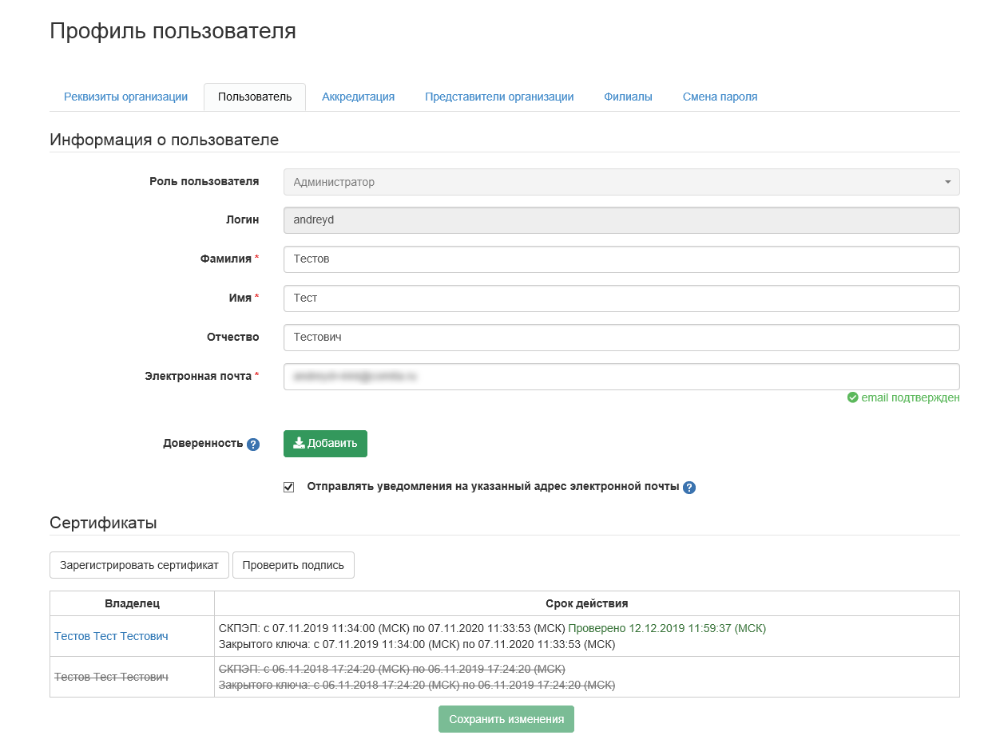 Профиль пользователя
Реквизиты организации Пользователь Аккредитация Представители организации Филиалы Смена пароля
Информация о пользователе
Роль пользователя Администратор
Логин andreyd
Фамилия * Тестов
Имя * Тест
Отчество Тестович
Электронная почта *
email подтвержден
Доверенность ? Добавить
Отправлять уведомления на указанный адрес электронной почты ?
Сертификаты
Зарегистрировать сертификат Проверить подпись
Владелец Срок действия
Тестов Тест Тестович
СКПЭП: с 07.11.2019 11:34:00 (МСК) по 07.11.2020 11:33:53 (МСК) Проверено 12.12.2019 11:59:37 (МСК)
Закрытого ключа: с 07.11.2019 11:34:00 (МСК) по 07.11.2020 11:33:53 (МСК)
Тестов Тест Тестович
СКПЭП: с 06.11.2018 17:24:20 (МСК) по 06.11.2019 17:24:20 (МСК)
Закрытого ключа: с 06.11.2018 17:24:20 (МСК) по 06.11.2019 17:24:20 (МСК)
Сохранить изменения